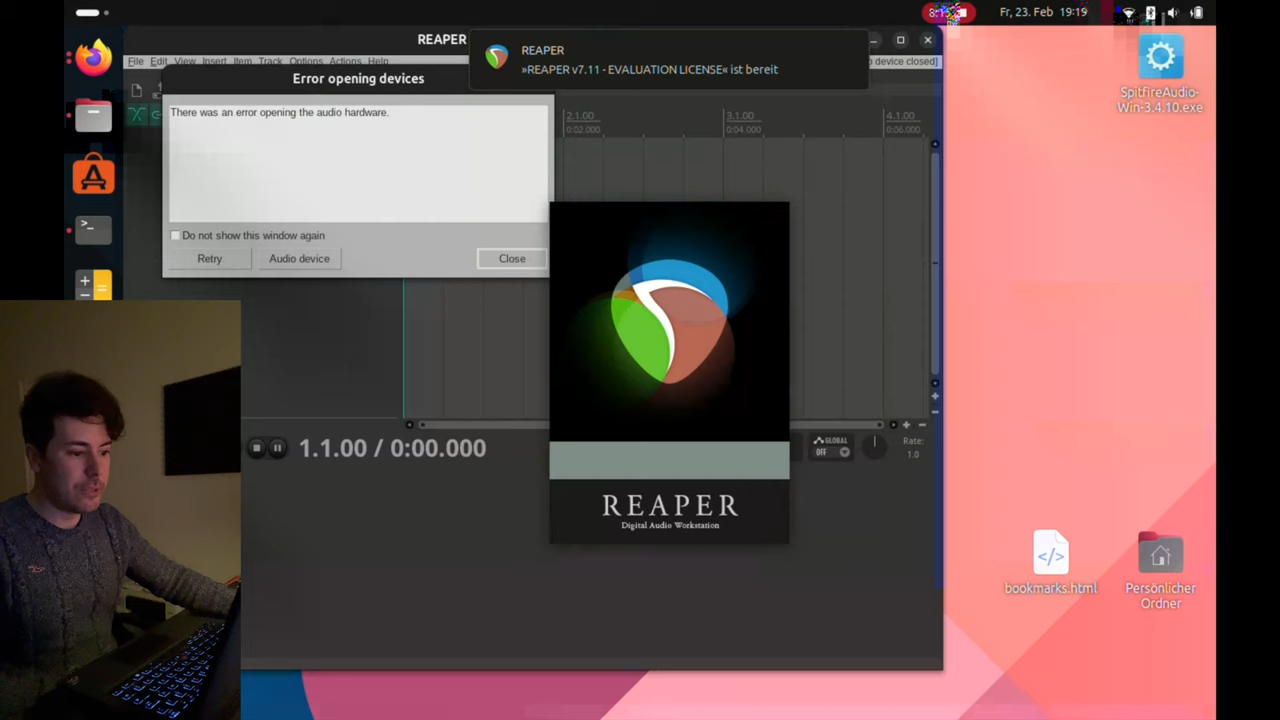 Fr, 23. Feb 19:19
REAPER
File Edit View Insert Item Track Options Actions Help
device closed]
REAPER
»REAPER v7.11 - EVALUATION LICENSE« ist bereit
Error opening devices
There was an error opening the audio hardware.
Do not show this window again
Retry
Audio device
Close
2.1.00
0:02.000
3.1.00
0:04.000
4.1.00
0:06.000
1.1.00 / 0:00.000
GLOBAL
OFF
Rate:
1.0
REAPER
Digital Audio Workstation
SpitfireAudio-
Win-3.4.10.exe
bookmarks.html
Persönlicher
Ordner